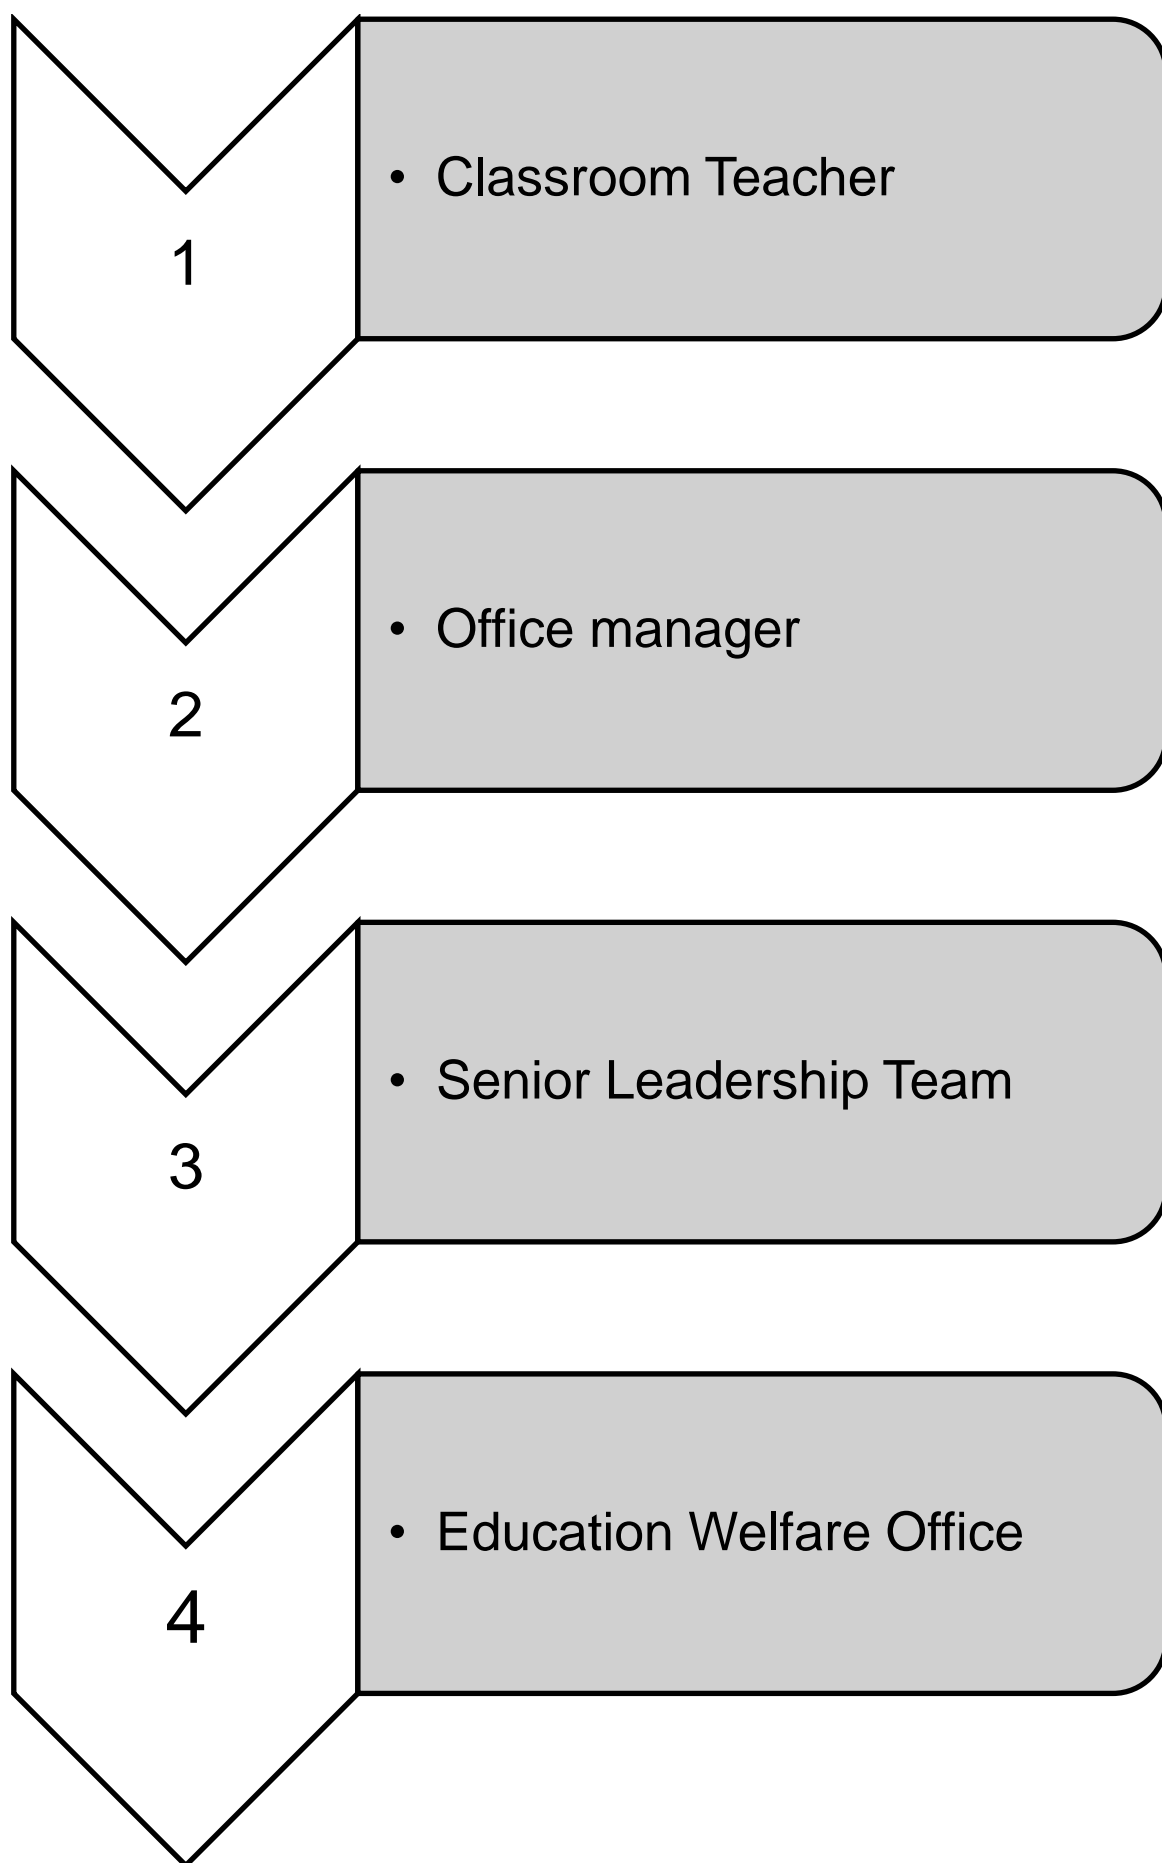 1
• Classroom Teacher
2
• Office manager
3
• Senior Leadership Team
4
• Education Welfare Office